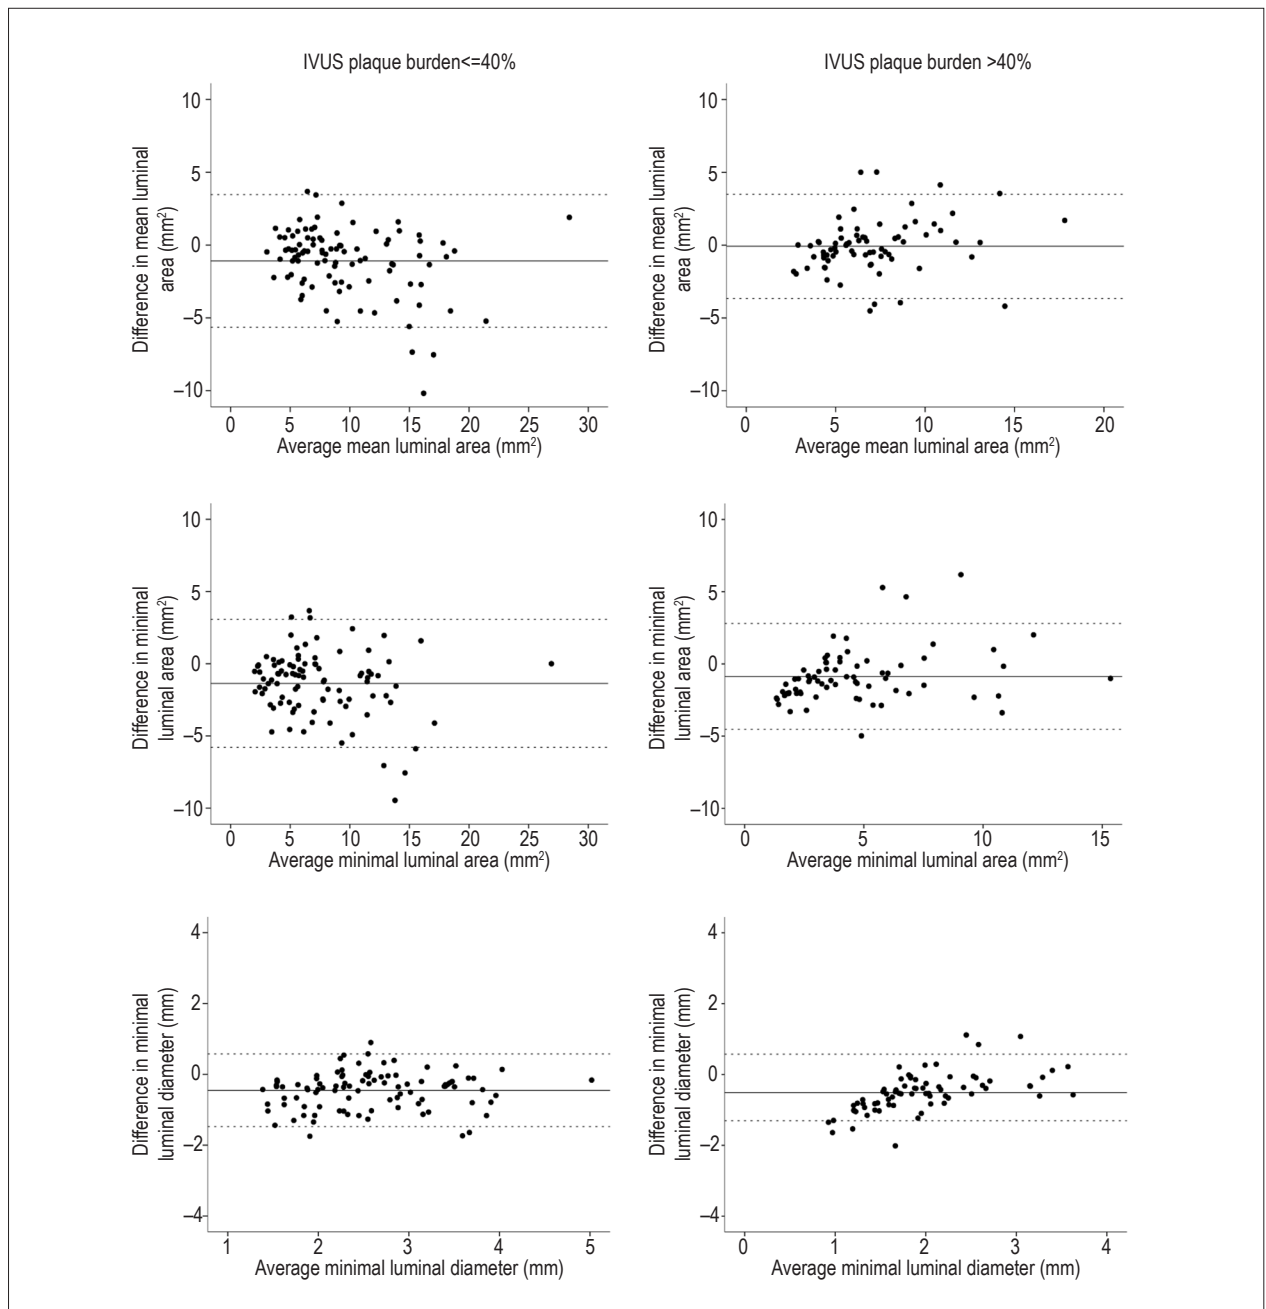 IVUS plaque burden<=40%
IVUS plaque burden >40%
Difference in mean luminal
area (mm²)
10
5
0
–5
–10
0 5 10 15 20 25 30
Average mean luminal area (mm²)
Difference in mean luminal
area (mm²)
10
5
0
–5
–10
0 5 10 15 20
Average mean luminal area (mm²)
Difference in minimal
luminal area (mm²)
10
5
0
–5
–10
0 5 10 15 20 25 30
Average minimal luminal area (mm²)
Difference in minimal
luminal area (mm²)
10
5
0
–5
–10
0 5 10 15
Average minimal luminal area (mm²)
Difference in minimal
luminal diameter (mm)
4
2
0
–2
–4
1 2 3 4 5
Average minimal luminal diameter (mm)
Difference in minimal
luminal diameter (mm)
4
2
0
–2
–4
0 1 2 3 4
Average minimal luminal diameter (mm)